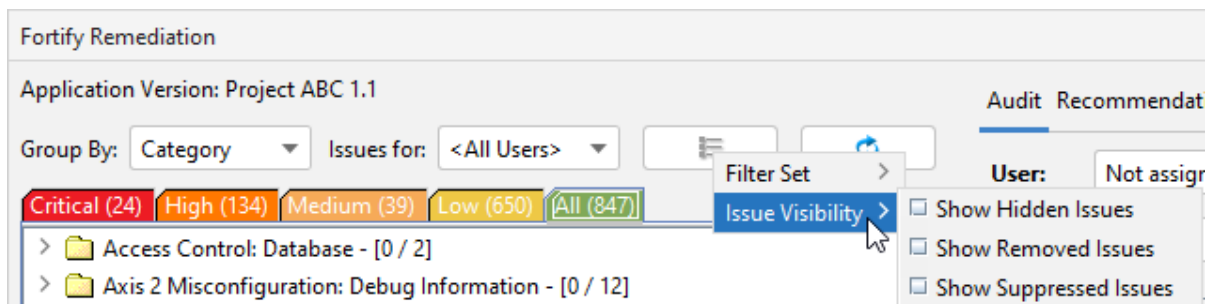 Fortify Remediation
Application Version: Project ABC 1.1
Audit Recommendati
Group By: Category Issues for: <All Users>
Filter Set
User: Not assign
Critical (24) High (134) Medium (39) Low (650) All (847)
Issue Visibility
Show Hidden Issues
Access Control: Database - [0 / 2]
Show Removed Issues
Axis 2 Misconfiguration: Debug Information - [0 / 12]
Show Suppressed Issues